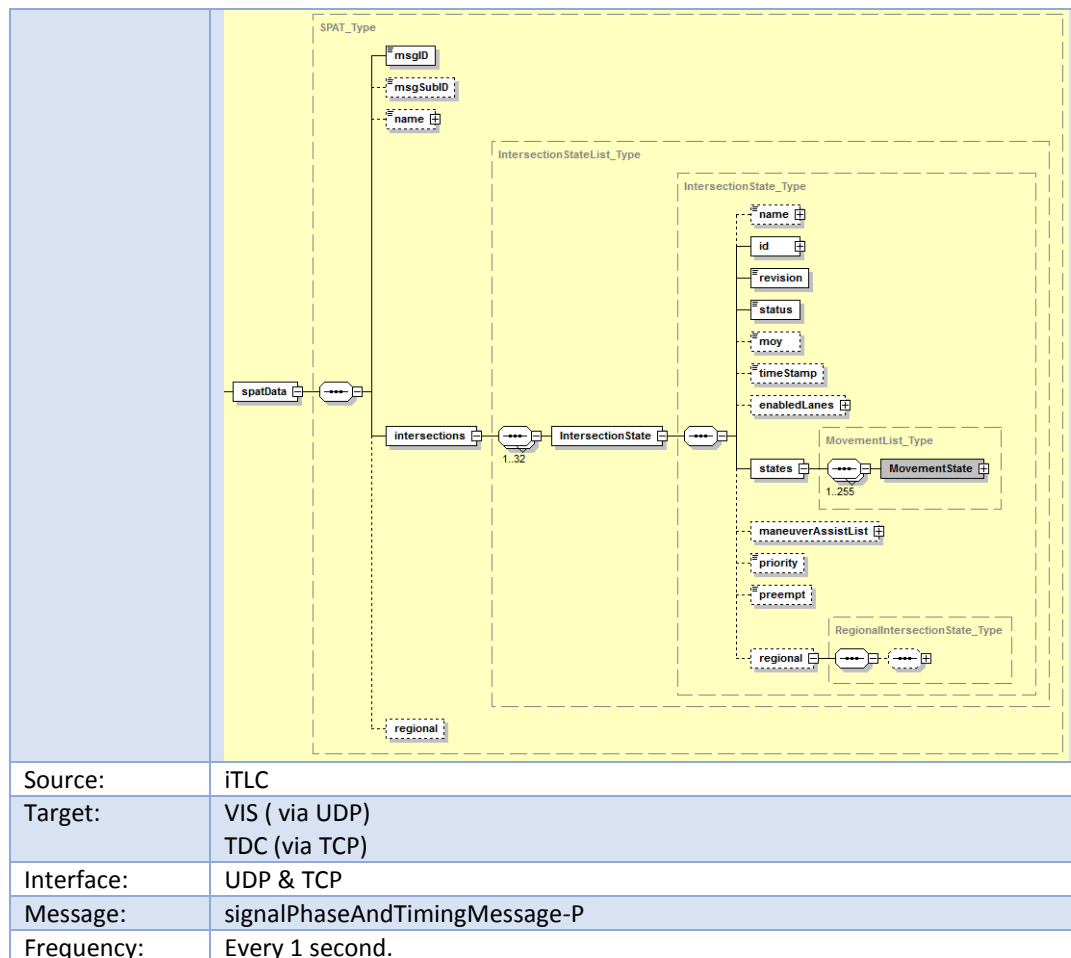 SPAT_Type
msgID
msgSubID
name
IntersectionStateList_Type
IntersectionState_Type
name
id
revision
status
moy
timeStamp
spatData
enabledLanes
MovementList_Type
intersections
IntersectionState
1..32
states
MovementState
1..255
maneuverAssistList
priority
preempt
RegionalIntersectionState_Type
regional
regional
Source: iTLC
Target: VIS ( via UDP)
TDC (via TCP)
Interface: UDP & TCP
Message: signalPhaseAndTimingMessage-P
Frequency: Every 1 second.